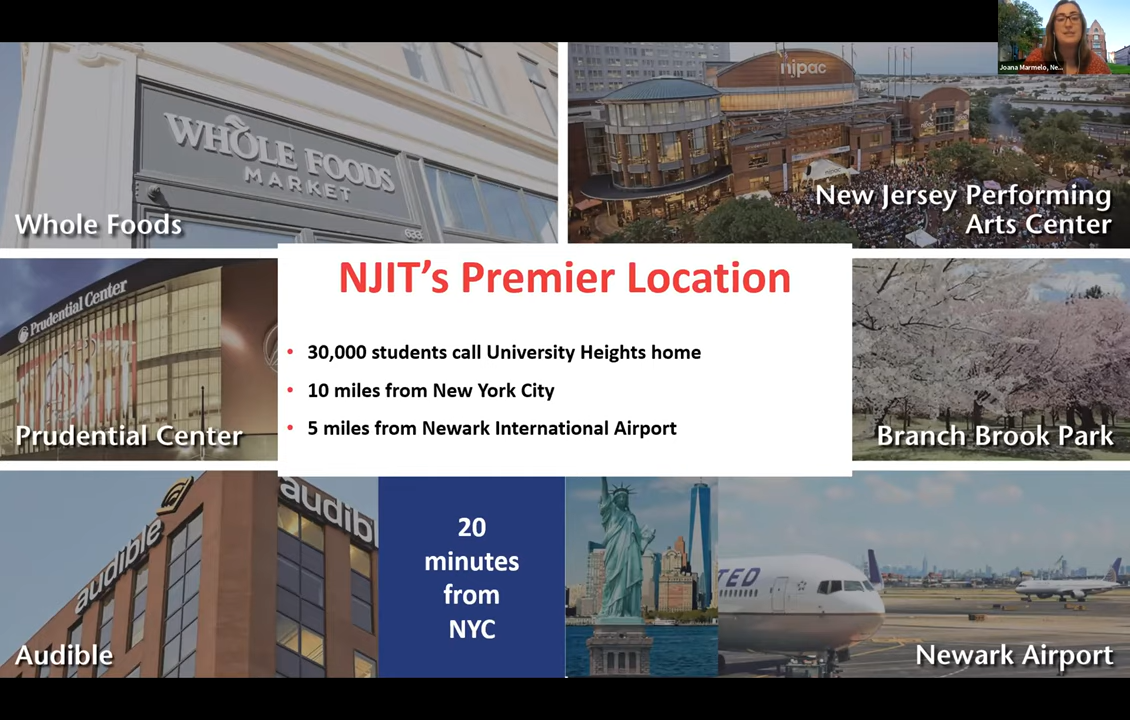 Joana Marmelo, Ne...
WHOLE FOODS
MARKET
633
Whole Foods
njpac
New Jersey Performing
Arts Center
NJIT's Premier Location
• 30,000 students call University Heights home
• 10 miles from New York City
• 5 miles from Newark International Airport
Prudential Center
Prudential Center
Branch Brook Park
audible
audibl
Audible
20
minutes
from
NYC
TED
Newark Airport